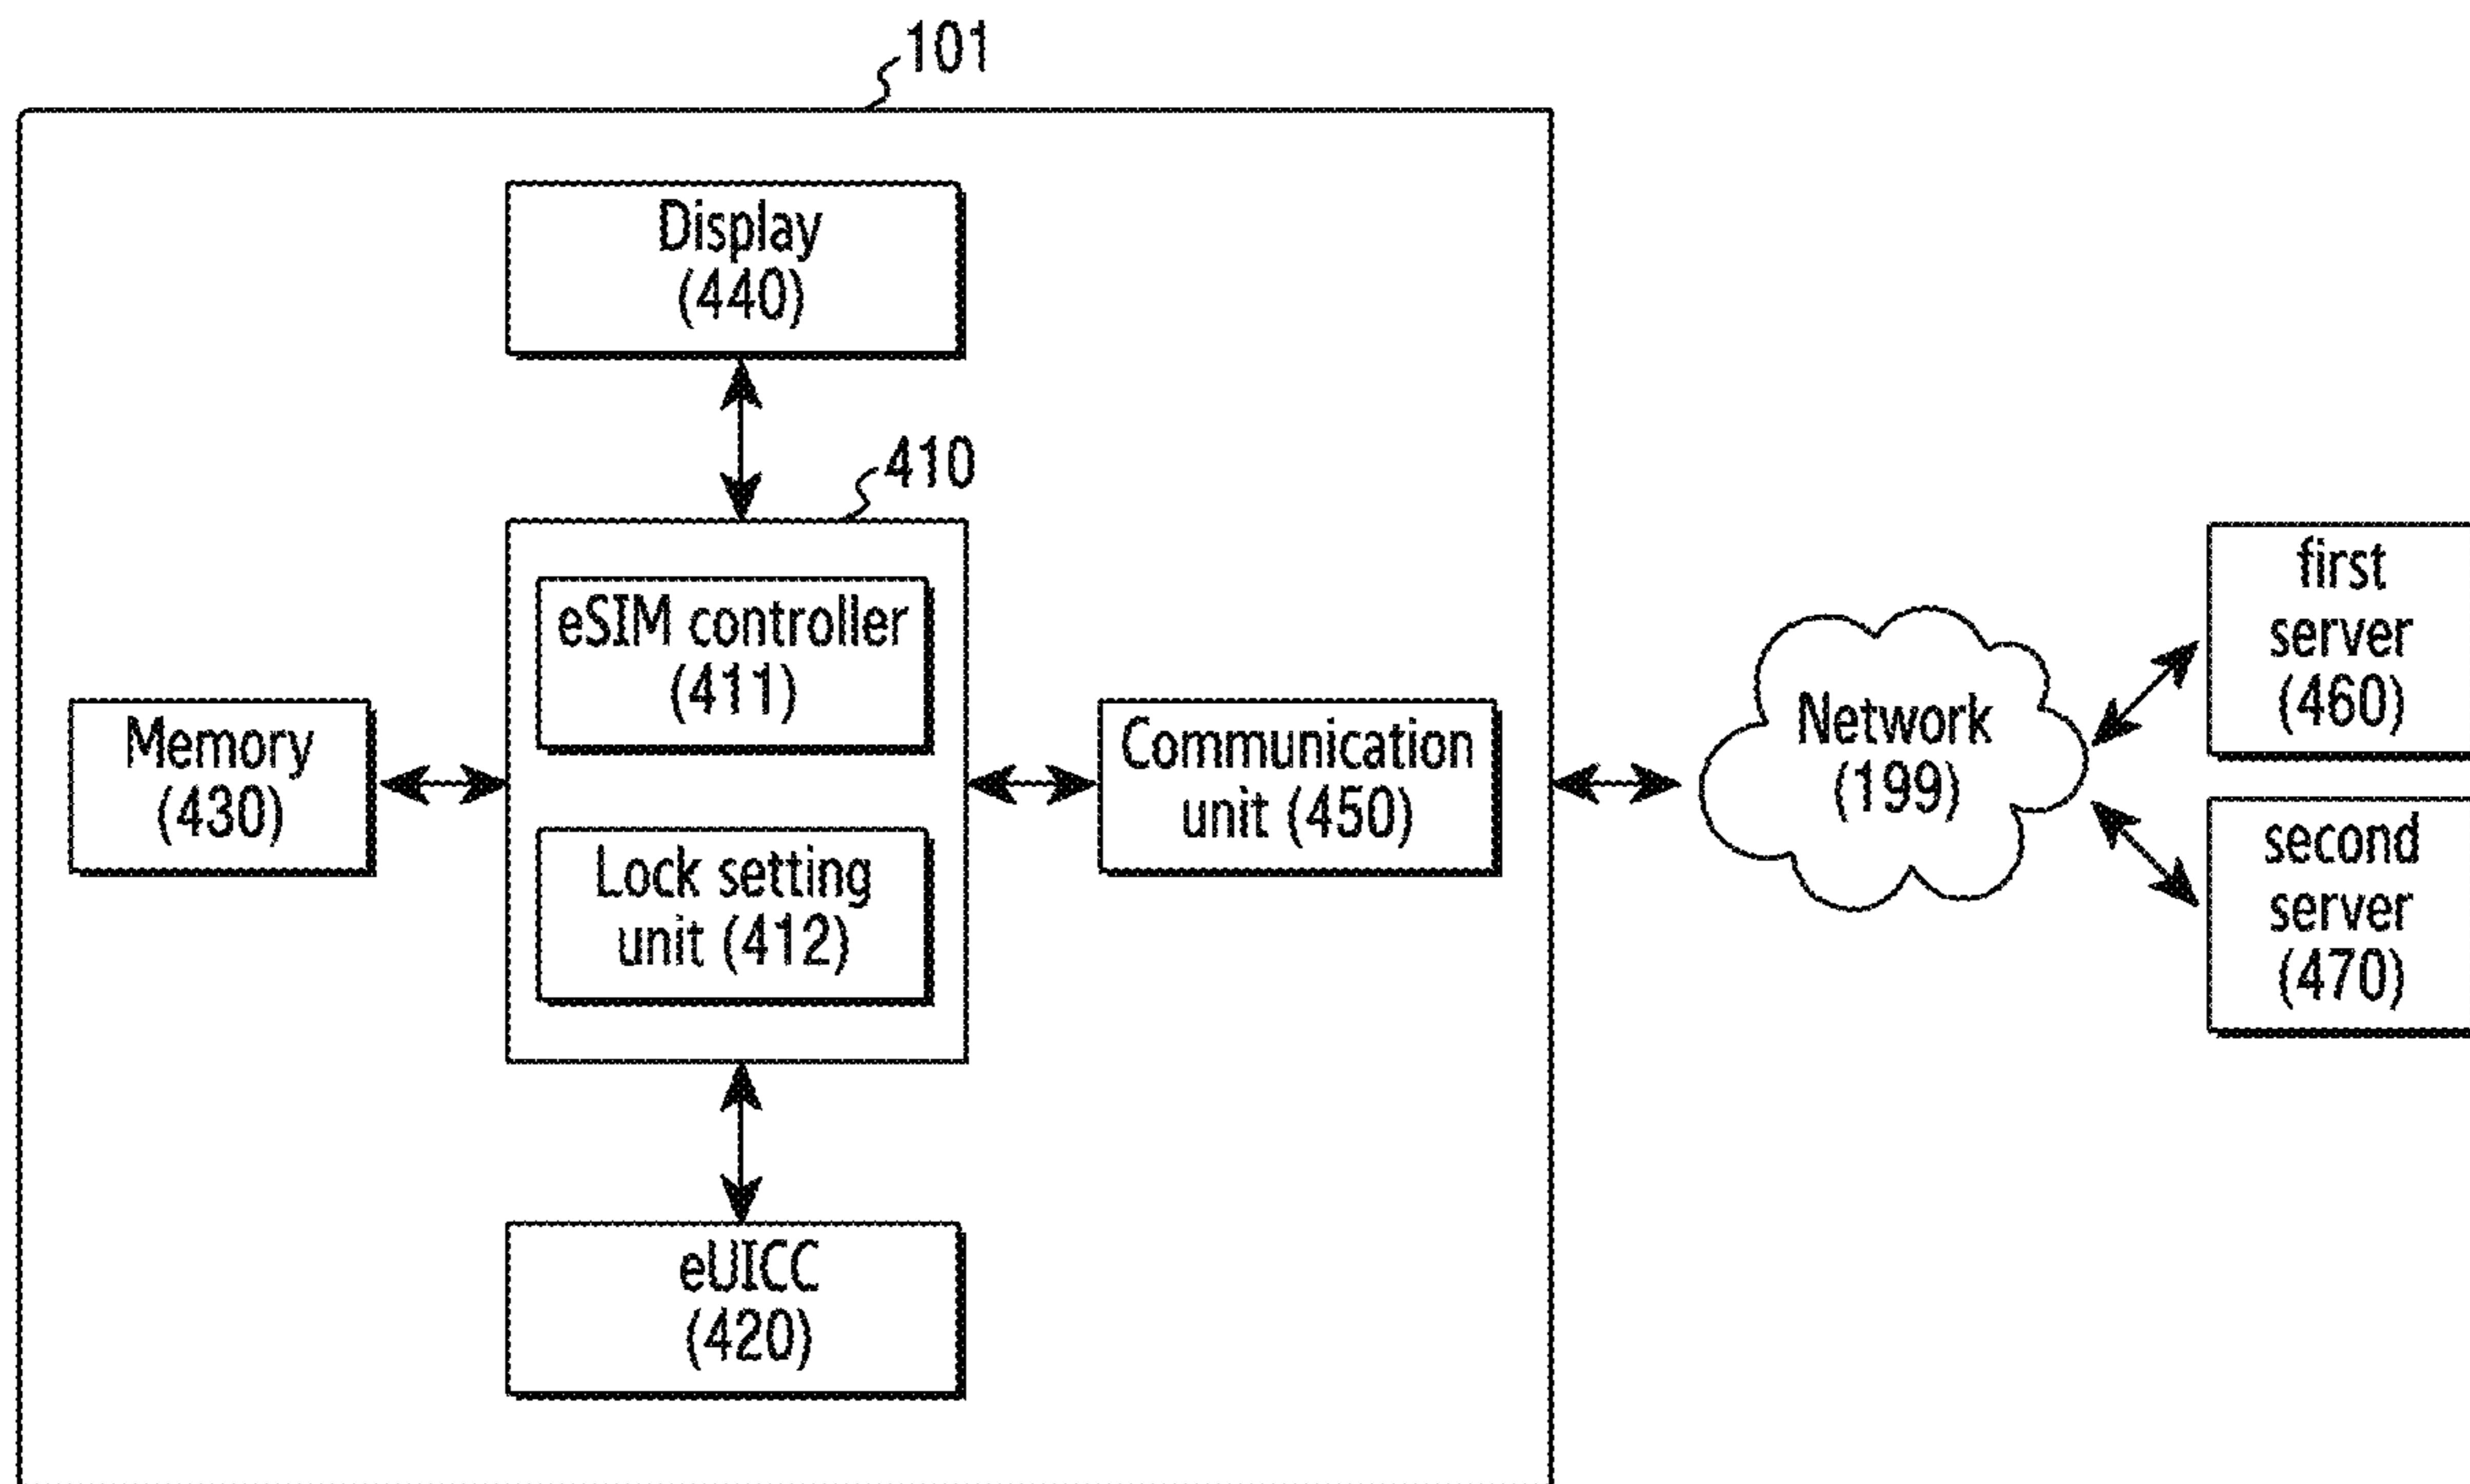 101
Display
(440)
410
eSIM controller
(411)
Lock setting
unit (412)
Memory
(430)
Communication
unit (450)
eUICC
(420)
Network
(199)
first
server
(460)
second
server
(470)